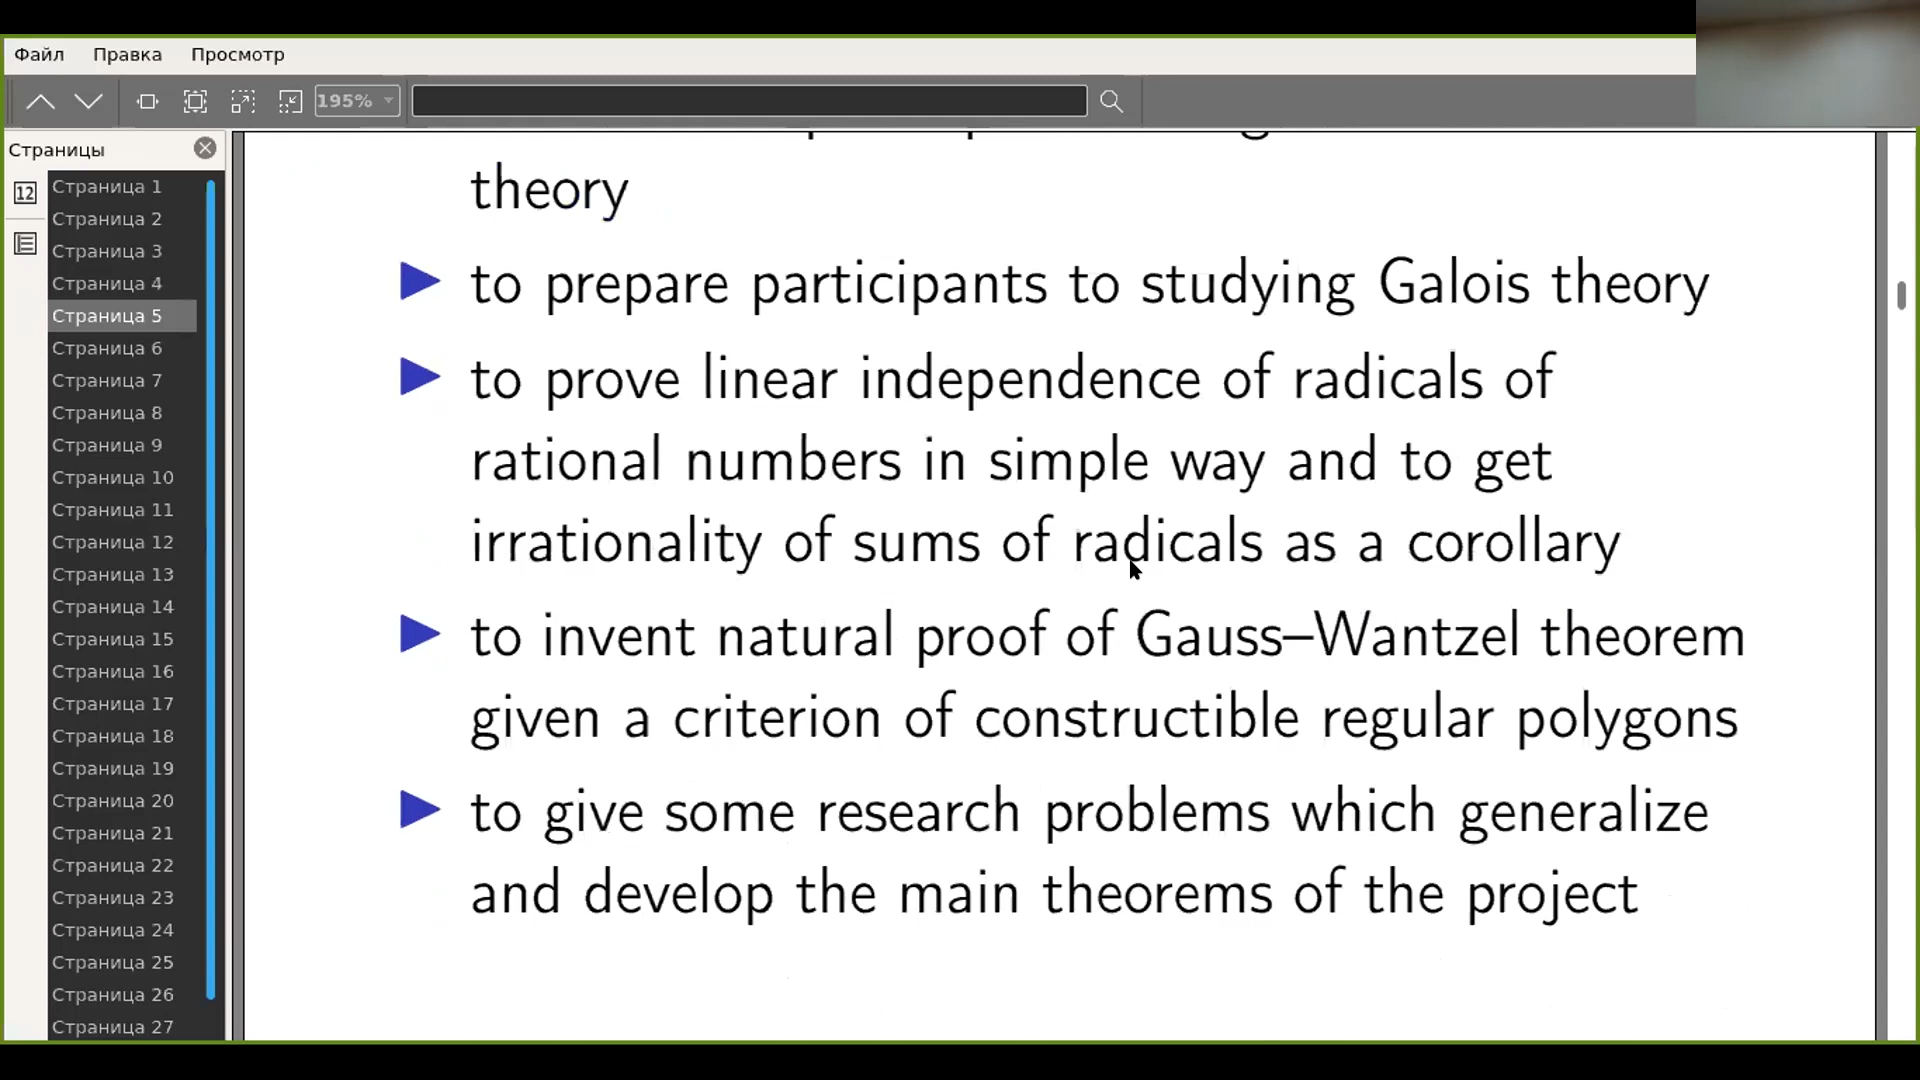 Файл Правка Просмотр
195%
Страницы
12
Страница 1
Страница 2
Страница 3
Страница 4
Страница 5
Страница 6
Страница 7
Страница 8
Страница 9
Страница 10
Страница 11
Страница 12
Страница 13
Страница 14
Страница 15
Страница 16
Страница 17
Страница 18
Страница 19
Страница 20
Страница 21
Страница 22
Страница 23
Страница 24
Страница 25
Страница 26
Страница 27
theory
to prepare participants to studying Galois theory
to prove linear independence of radicals of
rational numbers in simple way and to get
irrationality of sums of radicals as a corollary
to invent natural proof of Gauss–Wantzel theorem
given a criterion of constructible regular polygons
to give some research problems which generalize
and develop the main theorems of the project